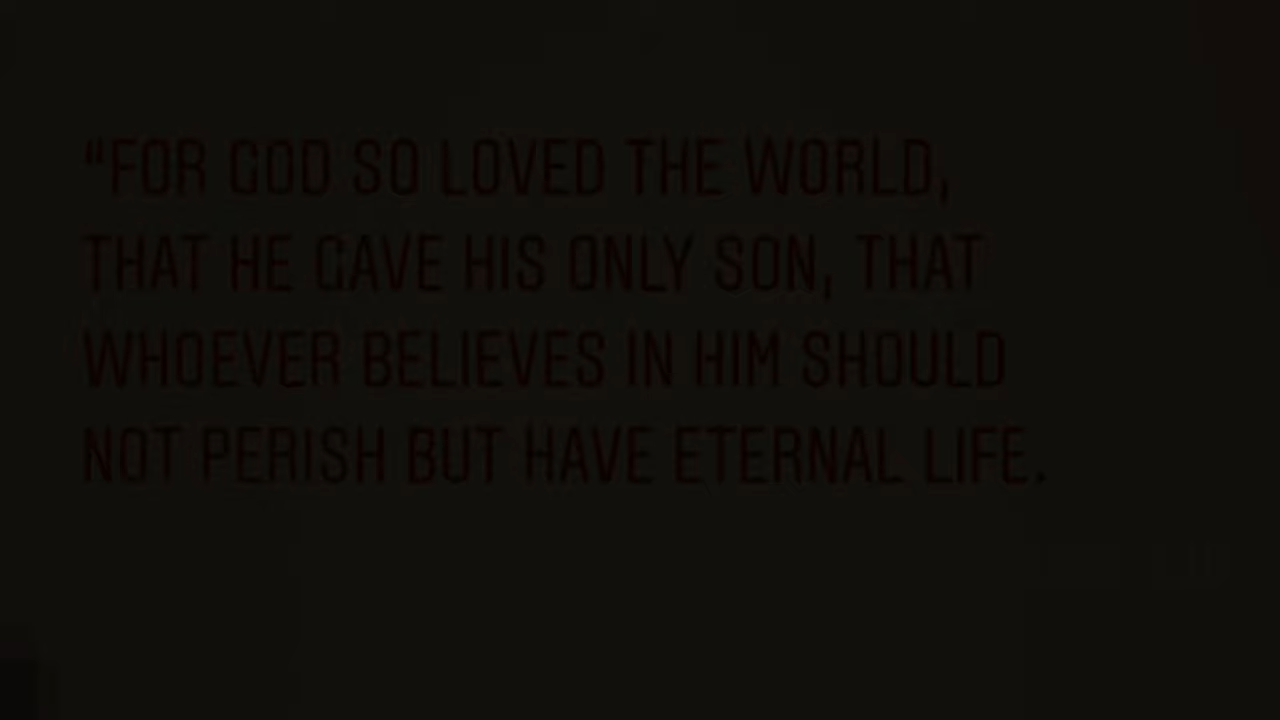 “FOR GOD SO LOVED THE WORLD,
THAT HE GAVE HIS ONLY SON, THAT
WHOEVER BELIEVES IN HIM SHOULD
NOT PERISH BUT HAVE ETERNAL LIFE.